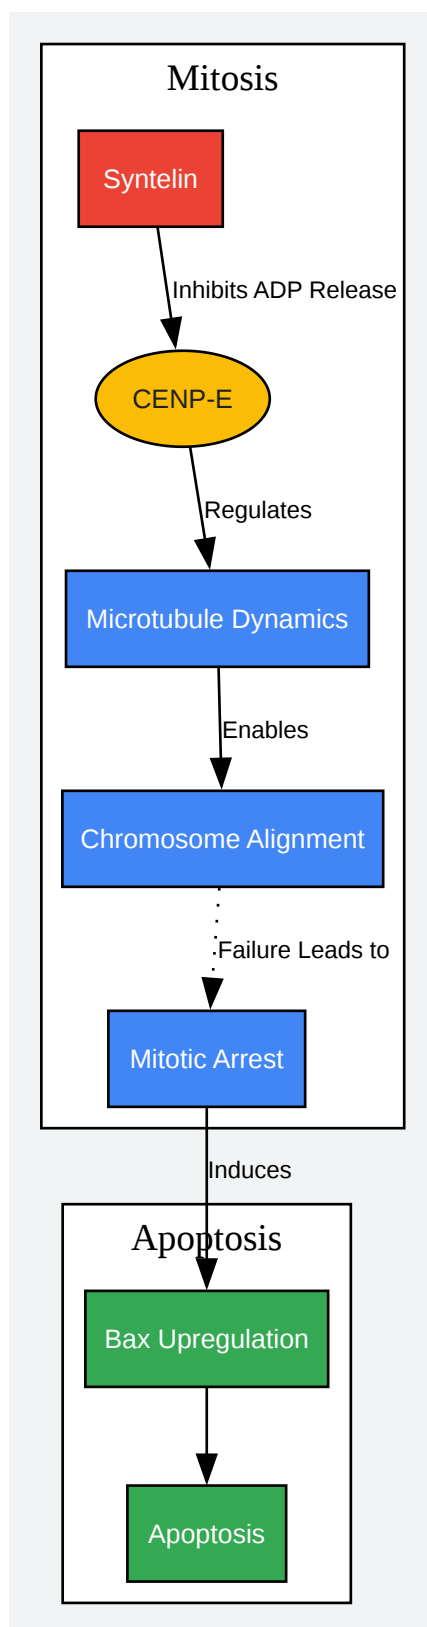 Mitosis
Syntelin
Inhibits ADP Release
CENP-E
Regulates
Microtubule Dynamics
Enables
Chromosome Alignment
Failure Leads to
Mitotic Arrest
Induces
Apoptosis
Bax Upregulation
Apoptosis